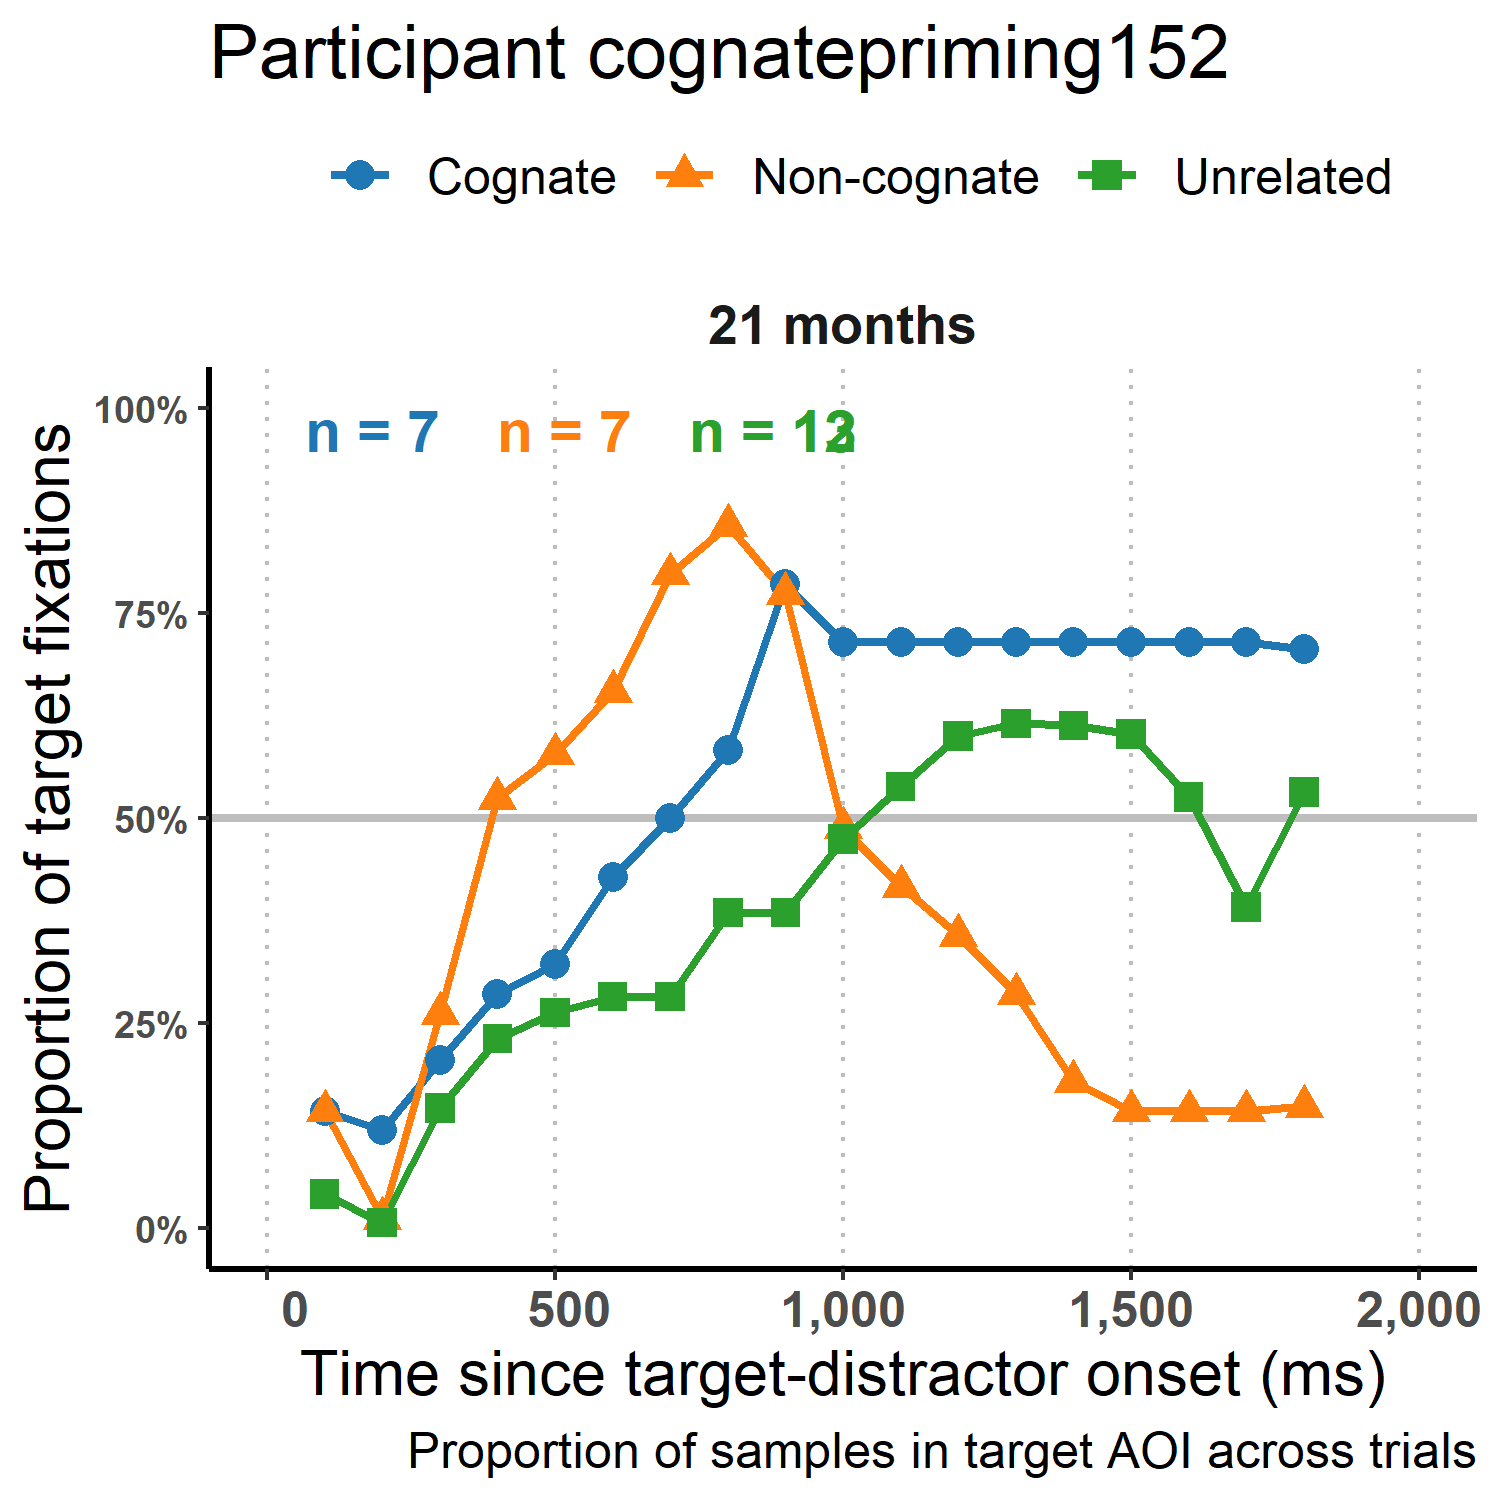 Participant cognatepriming152
Cognate Non-cognate Unrelated
21 months
n = 7 n = 7 n =
100%
75%
50%
25%
0%
Proportion of target fixations
0 500 1,000 1,500 2,000
Time since target-distractor onset (ms)
Proportion of samples in target AOI across trials